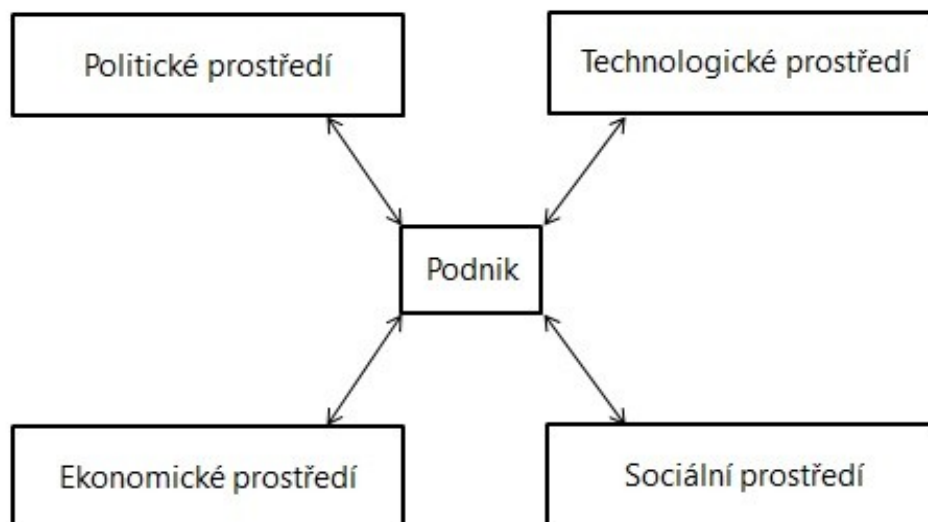 Politické prostředí
Technologické prostředí
Podnik
Ekonomické prostředí
Sociální prostředí